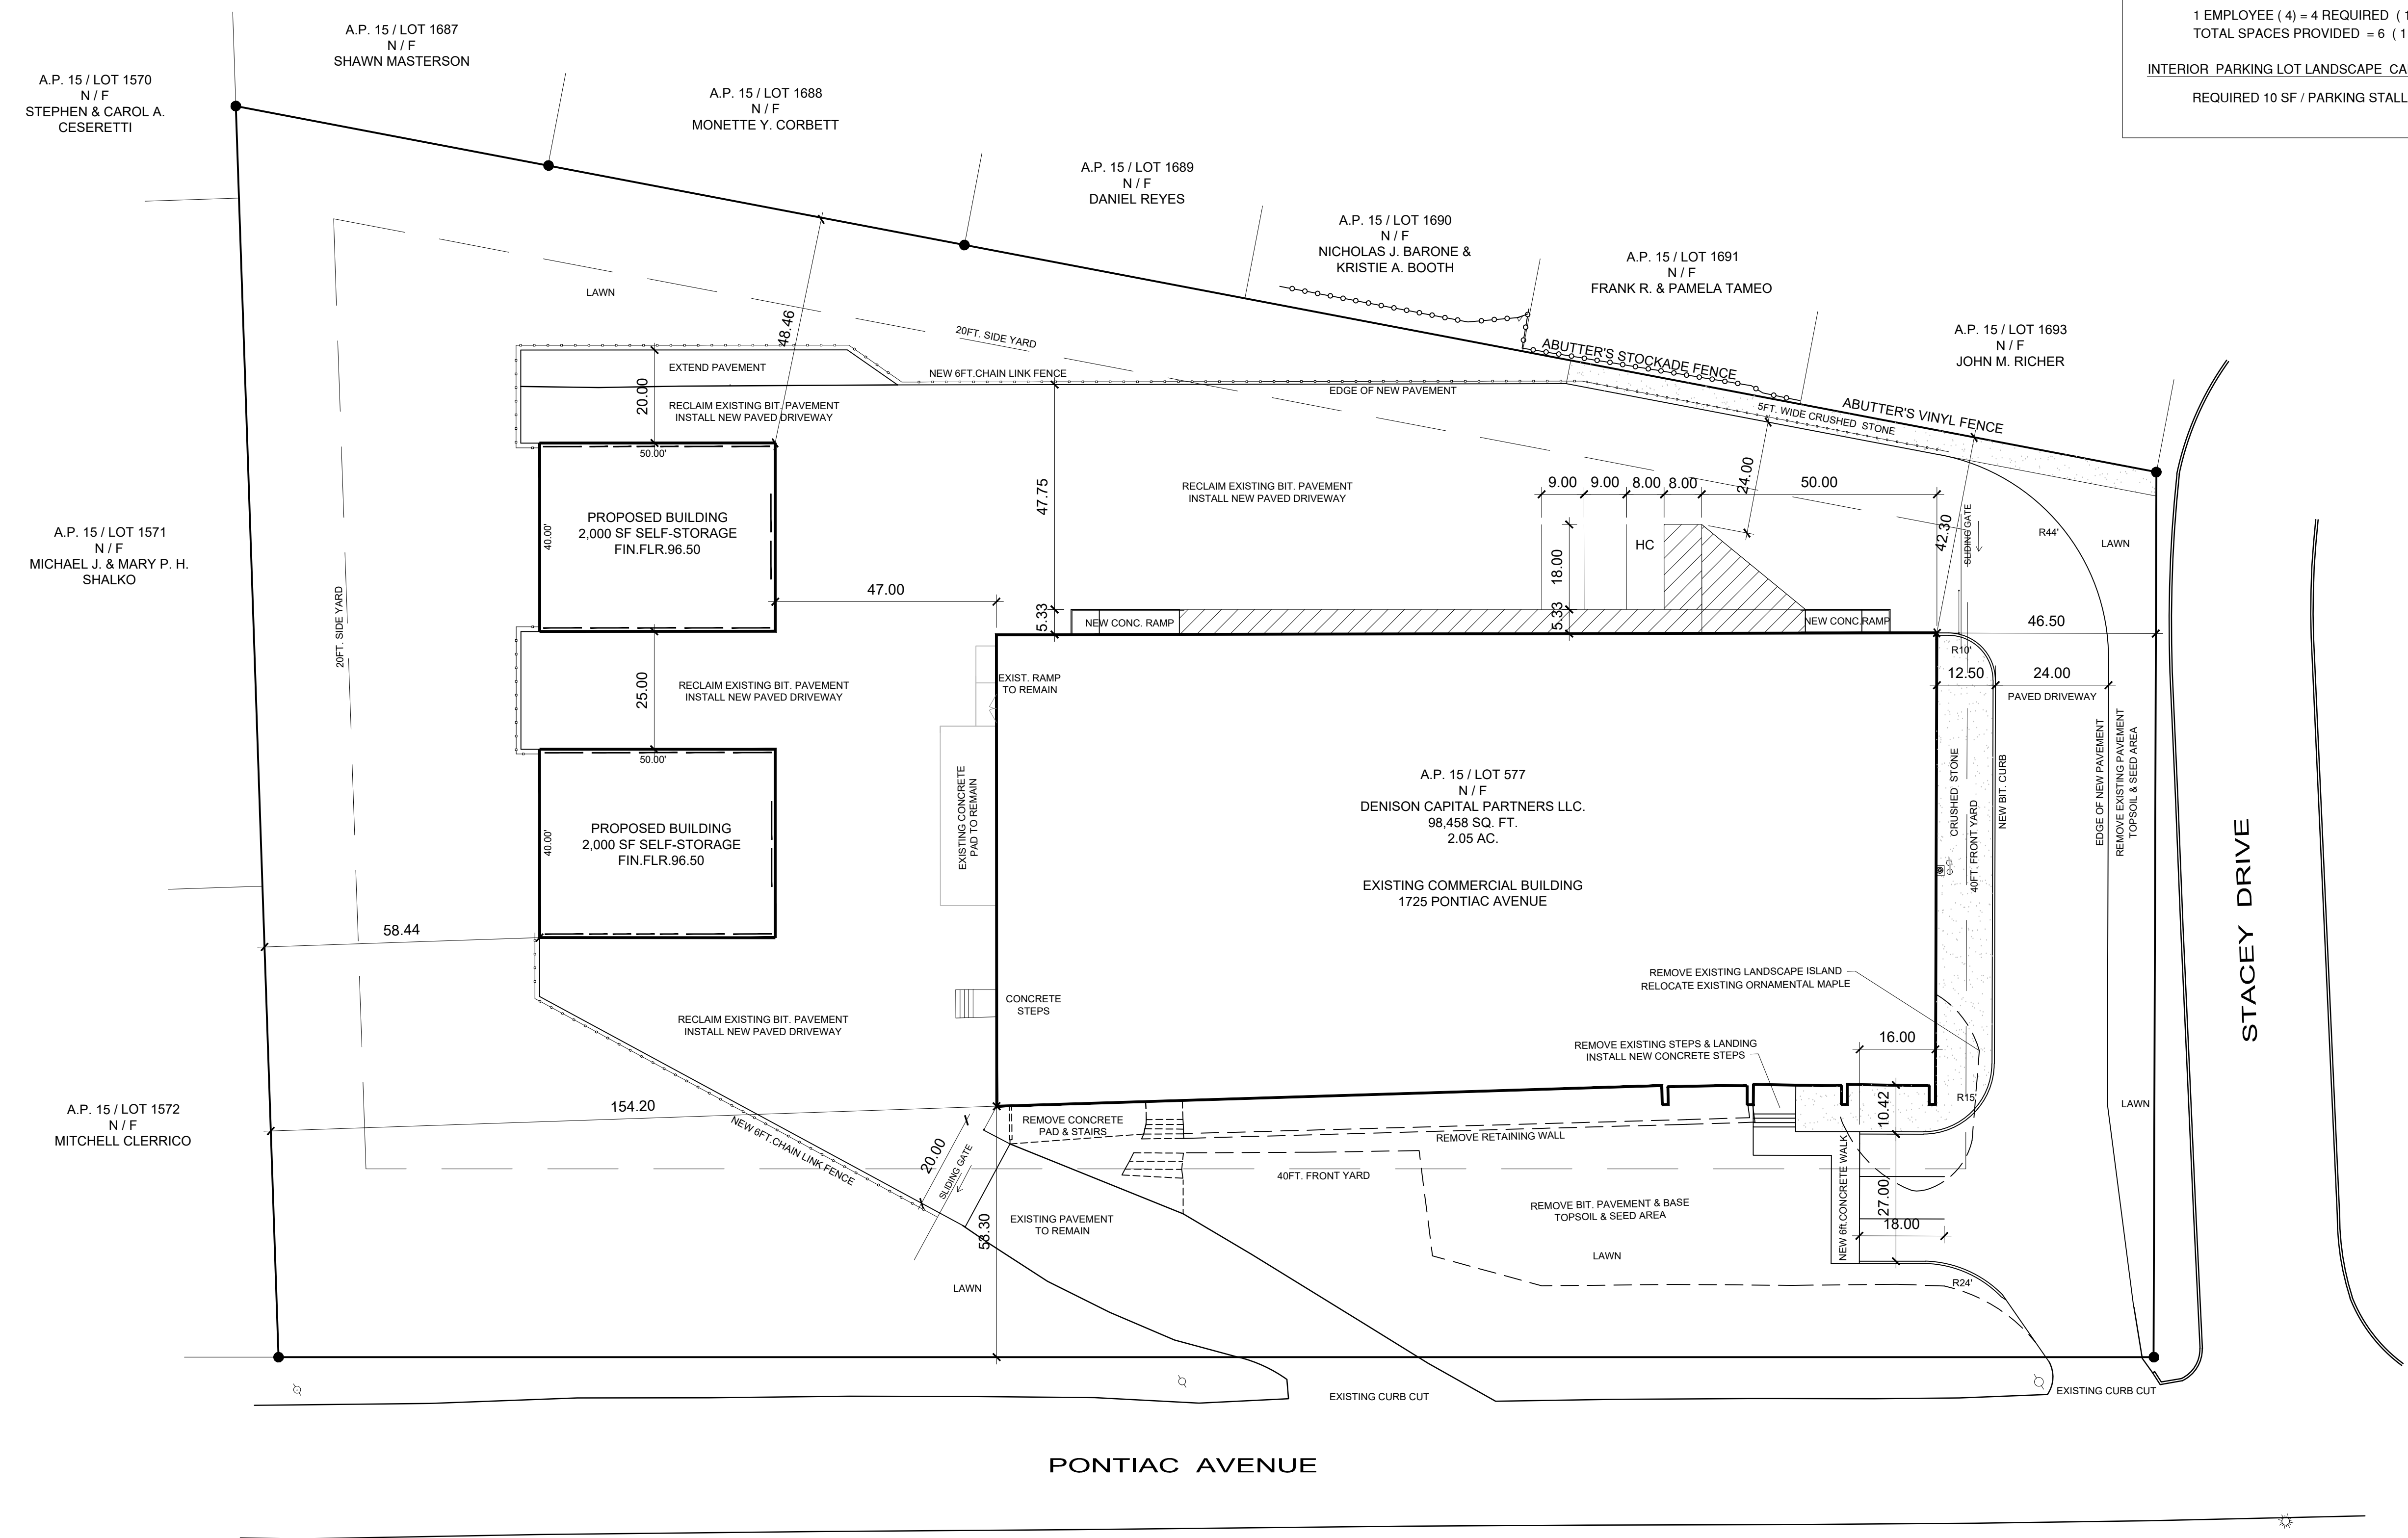 1 EMPLOYEE ( 4) = 4 REQUIRED ( 1
TOTAL SPACES PROVIDED = 6 ( 1
INTERIOR PARKING LOT LANDSCAPE CA
REQUIRED 10 SF / PARKING STALL
A.P. 15 / LOT 1687
N / F
SHAWN MASTERSON
A.P. 15 / LOT 1570
N / F
STEPHEN & CAROL A.
CESERETTI
A.P. 15 / LOT 1688
N / F
MONETTE Y. CORBETT
A.P. 15 / LOT 1689
N / F
DANIEL REYES
A.P. 15 / LOT 1690
N / F
NICHOLAS J. BARONE &
KRISTIE A. BOOTH
A.P. 15 / LOT 1691
N / F
FRANK R. & PAMELA TAMEO
A.P. 15 / LOT 1693
N / F
JOHN M. RICHER
LAWN
48.46
20FT. SIDE YARD
ABUTTER'S STOCKADE FENCE
ABUTTER'S VINYL FENCE
5FT. WIDE CRUSHED STONE
EXTEND PAVEMENT
NEW 6FT.CHAIN LINK FENCE
EDGE OF NEW PAVEMENT
20.00
RECLAIM EXISTING BIT. PAVEMENT
INSTALL NEW PAVED DRIVEWAY
50.00'
40.00'
PROPOSED BUILDING
2,000 SF SELF-STORAGE
FIN.FLR.96.50
47.75
RECLAIM EXISTING BIT. PAVEMENT
INSTALL NEW PAVED DRIVEWAY
9.00
9.00
8.00
8.00
24.00
50.00
42.30
SLIDING GATE
R44'
LAWN
HC
18.00
A.P. 15 / LOT 1571
N / F
MICHAEL J. & MARY P. H.
SHALKO
20FT. SIDE YARD
47.00
5.33
NEW CONC. RAMP
5.33
NEW CONC.RAMP
46.50
R10'
12.50
24.00
PAVED DRIVEWAY
25.00
RECLAIM EXISTING BIT. PAVEMENT
INSTALL NEW PAVED DRIVEWAY
EXIST. RAMP
TO REMAIN
50.00'
40.00'
PROPOSED BUILDING
2,000 SF SELF-STORAGE
FIN.FLR.96.50
EXISTING CONCRETE
PAD TO REMAIN
A.P. 15 / LOT 577
N / F
DENISON CAPITAL PARTNERS LLC.
98,458 SQ. FT.
2.05 AC.
EXISTING COMMERCIAL BUILDING
1725 PONTIAC AVENUE
CRUSHED STONE
40FT. FRONT YARD
NEW BIT. CURB
EDGE OF NEW PAVEMENT
REMOVE EXISTING PAVEMENT
TOPSOIL & SEED AREA
STACEY DRIVE
58.44
REMOVE EXISTING LANDSCAPE ISLAND
RELOCATE EXISTING ORNAMENTAL MAPLE
CONCRETE
STEPS
RECLAIM EXISTING BIT. PAVEMENT
INSTALL NEW PAVED DRIVEWAY
16.00
REMOVE EXISTING STEPS & LANDING
INSTALL NEW CONCRETE STEPS
A.P. 15 / LOT 1572
N / F
MITCHELL CLERRICO
154.20
10.42
R15'
LAWN
NEW 6FT.CHAIN LINK FENCE
20.00
SLIDING GATE
REMOVE CONCRETE
PAD & STAIRS
REMOVE RETAINING WALL
40FT. FRONT YARD
NEW 6ft.CONCRETE WALK
27.00
18.00
53.30
EXISTING PAVEMENT
TO REMAIN
REMOVE BIT. PAVEMENT & BASE
TOPSOIL & SEED AREA
LAWN
LAWN
R24'
EXISTING CURB CUT
EXISTING CURB CUT
PONTIAC AVENUE